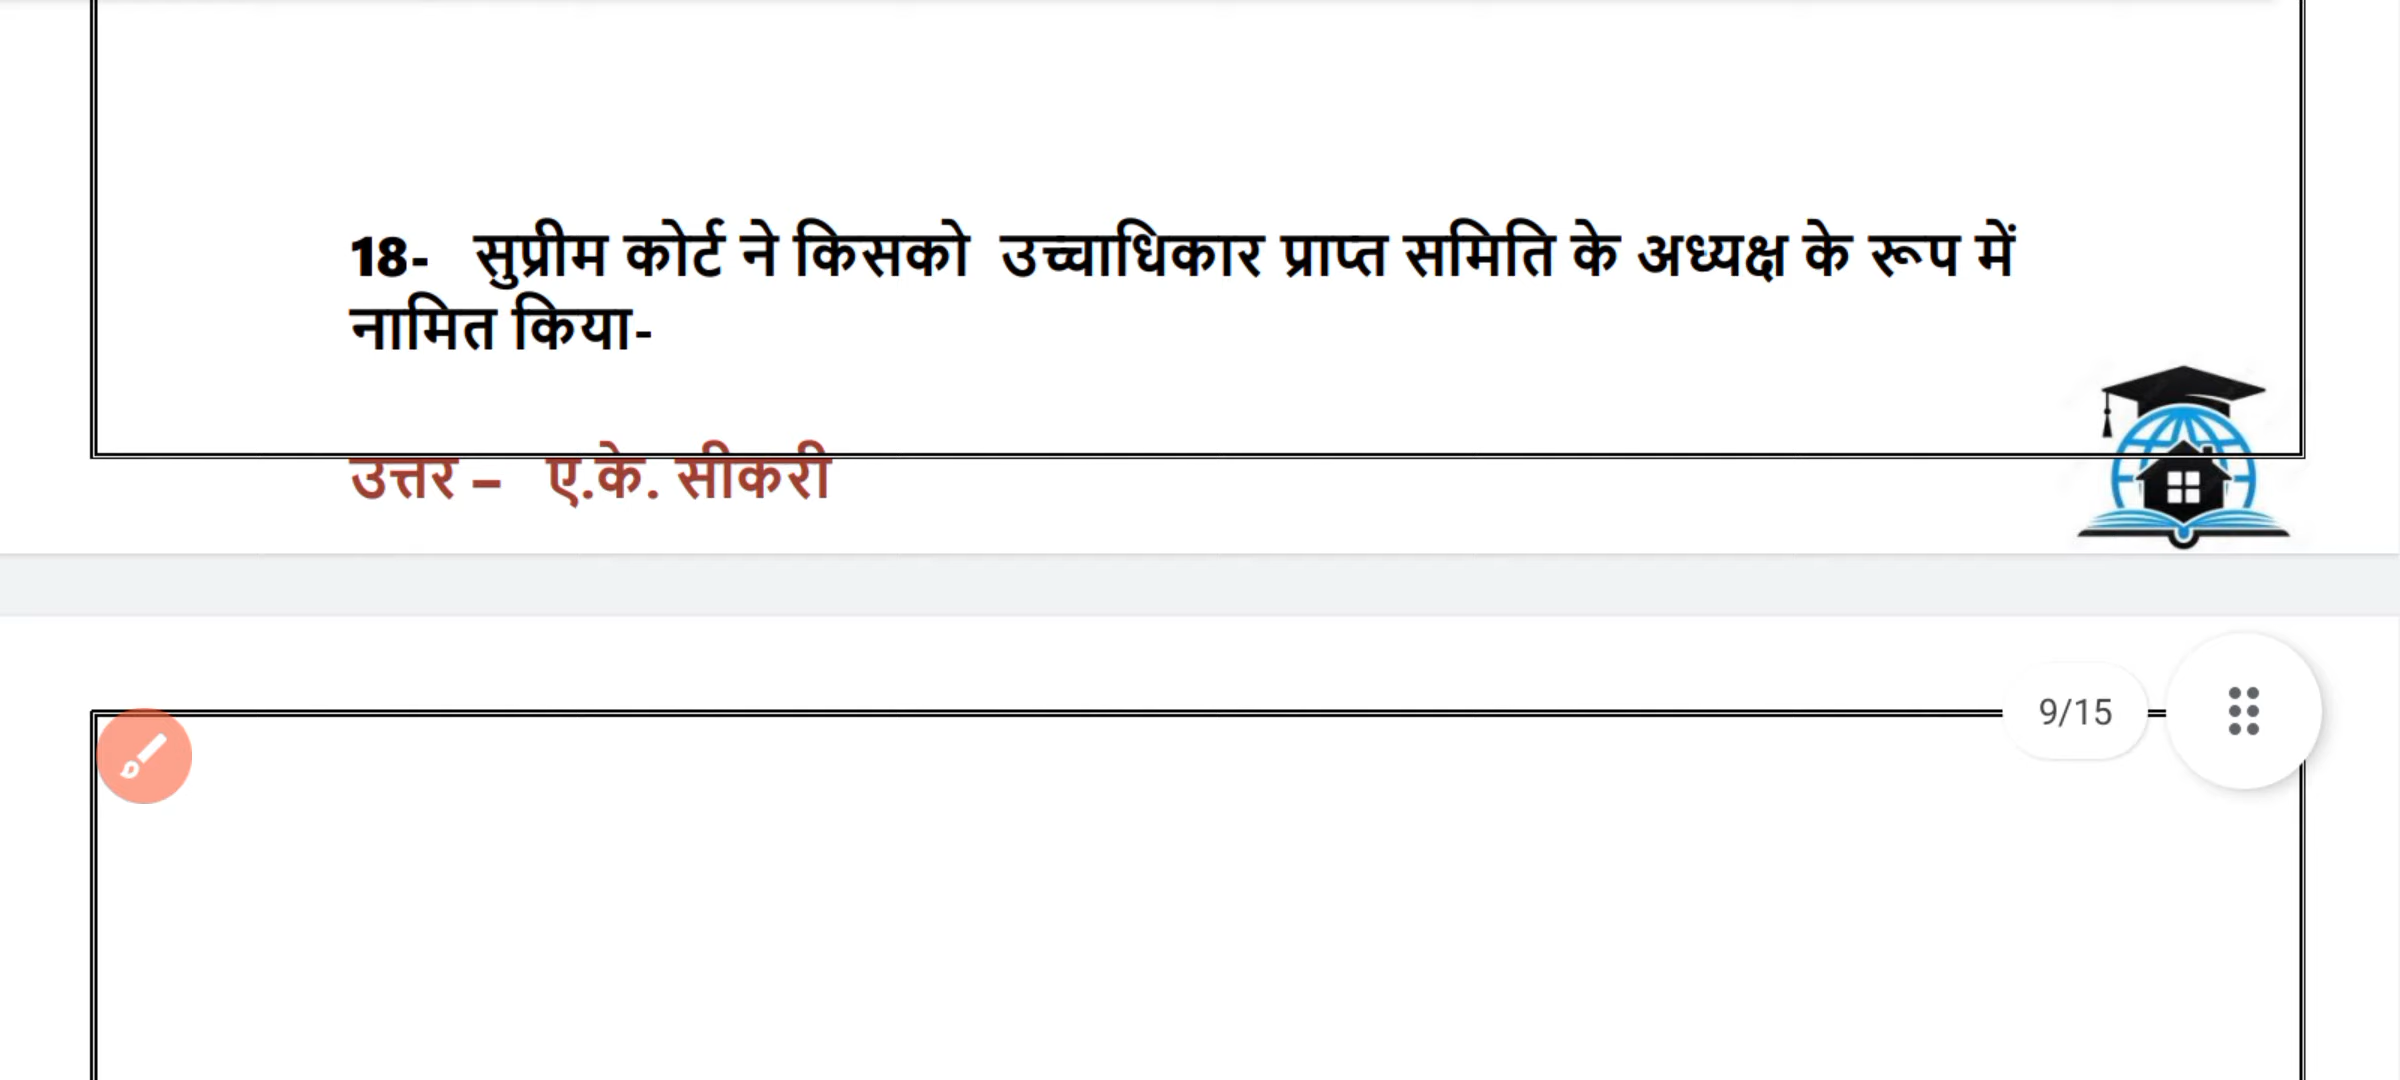 18- सुप्रीम कोर्ट ने किसको उच्चाधिकार प्राप्त समिति के अध्यक्ष के रूप में
नामित किया-
उत्तर – ए.के. सीकरी
9/15